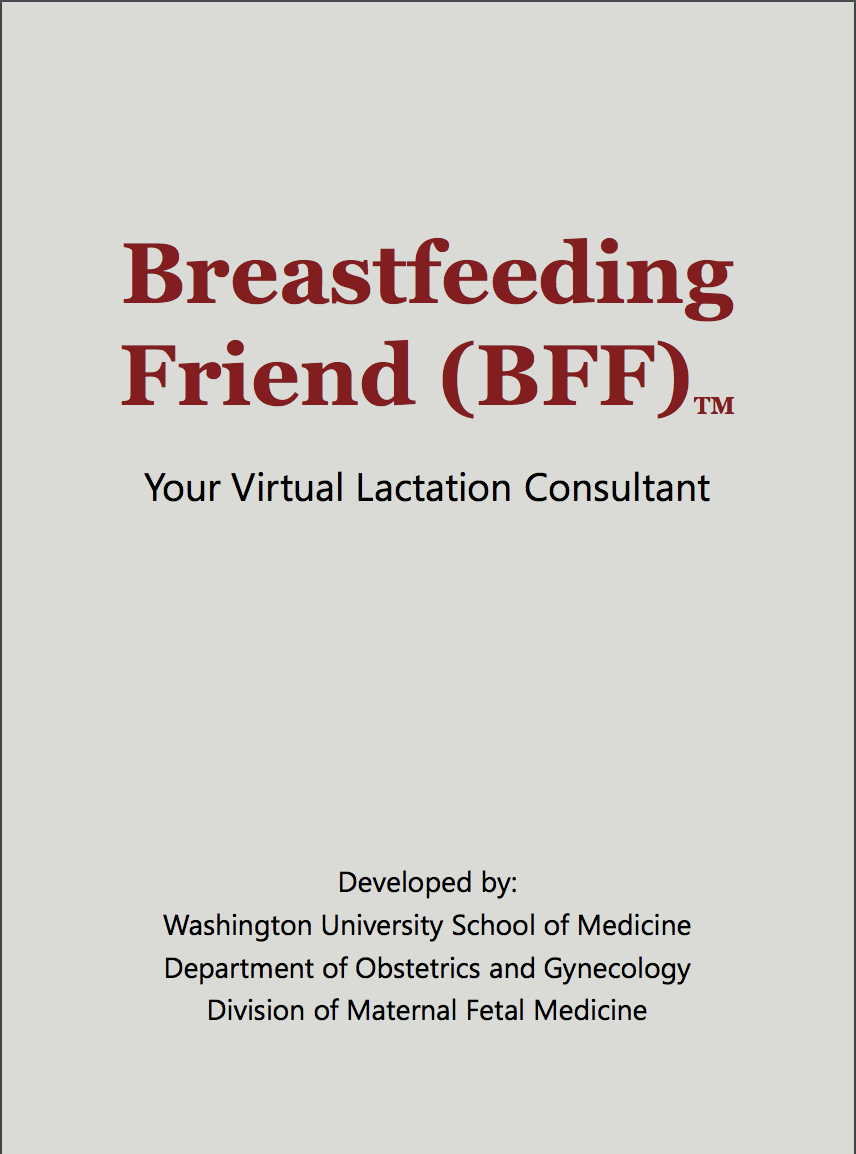 Breastfeeding
Friend (BFF)™
Your Virtual Lactation Consultant
Developed by:
Washington University School of Medicine
Department of Obstetrics and Gynecology
Division of Maternal Fetal Medicine